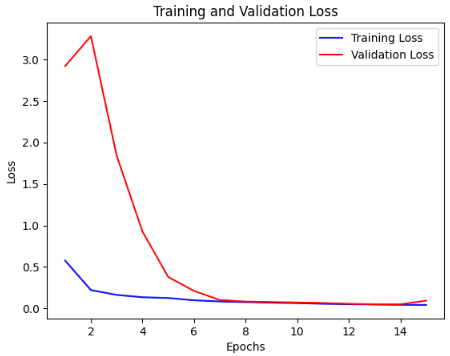 Training and Validation Loss
Training Loss
Validation Loss
3.0
2.5
2.0
1.5
1.0
0.5
0.0
Loss
2 4 6 8 10 12 14
Epochs